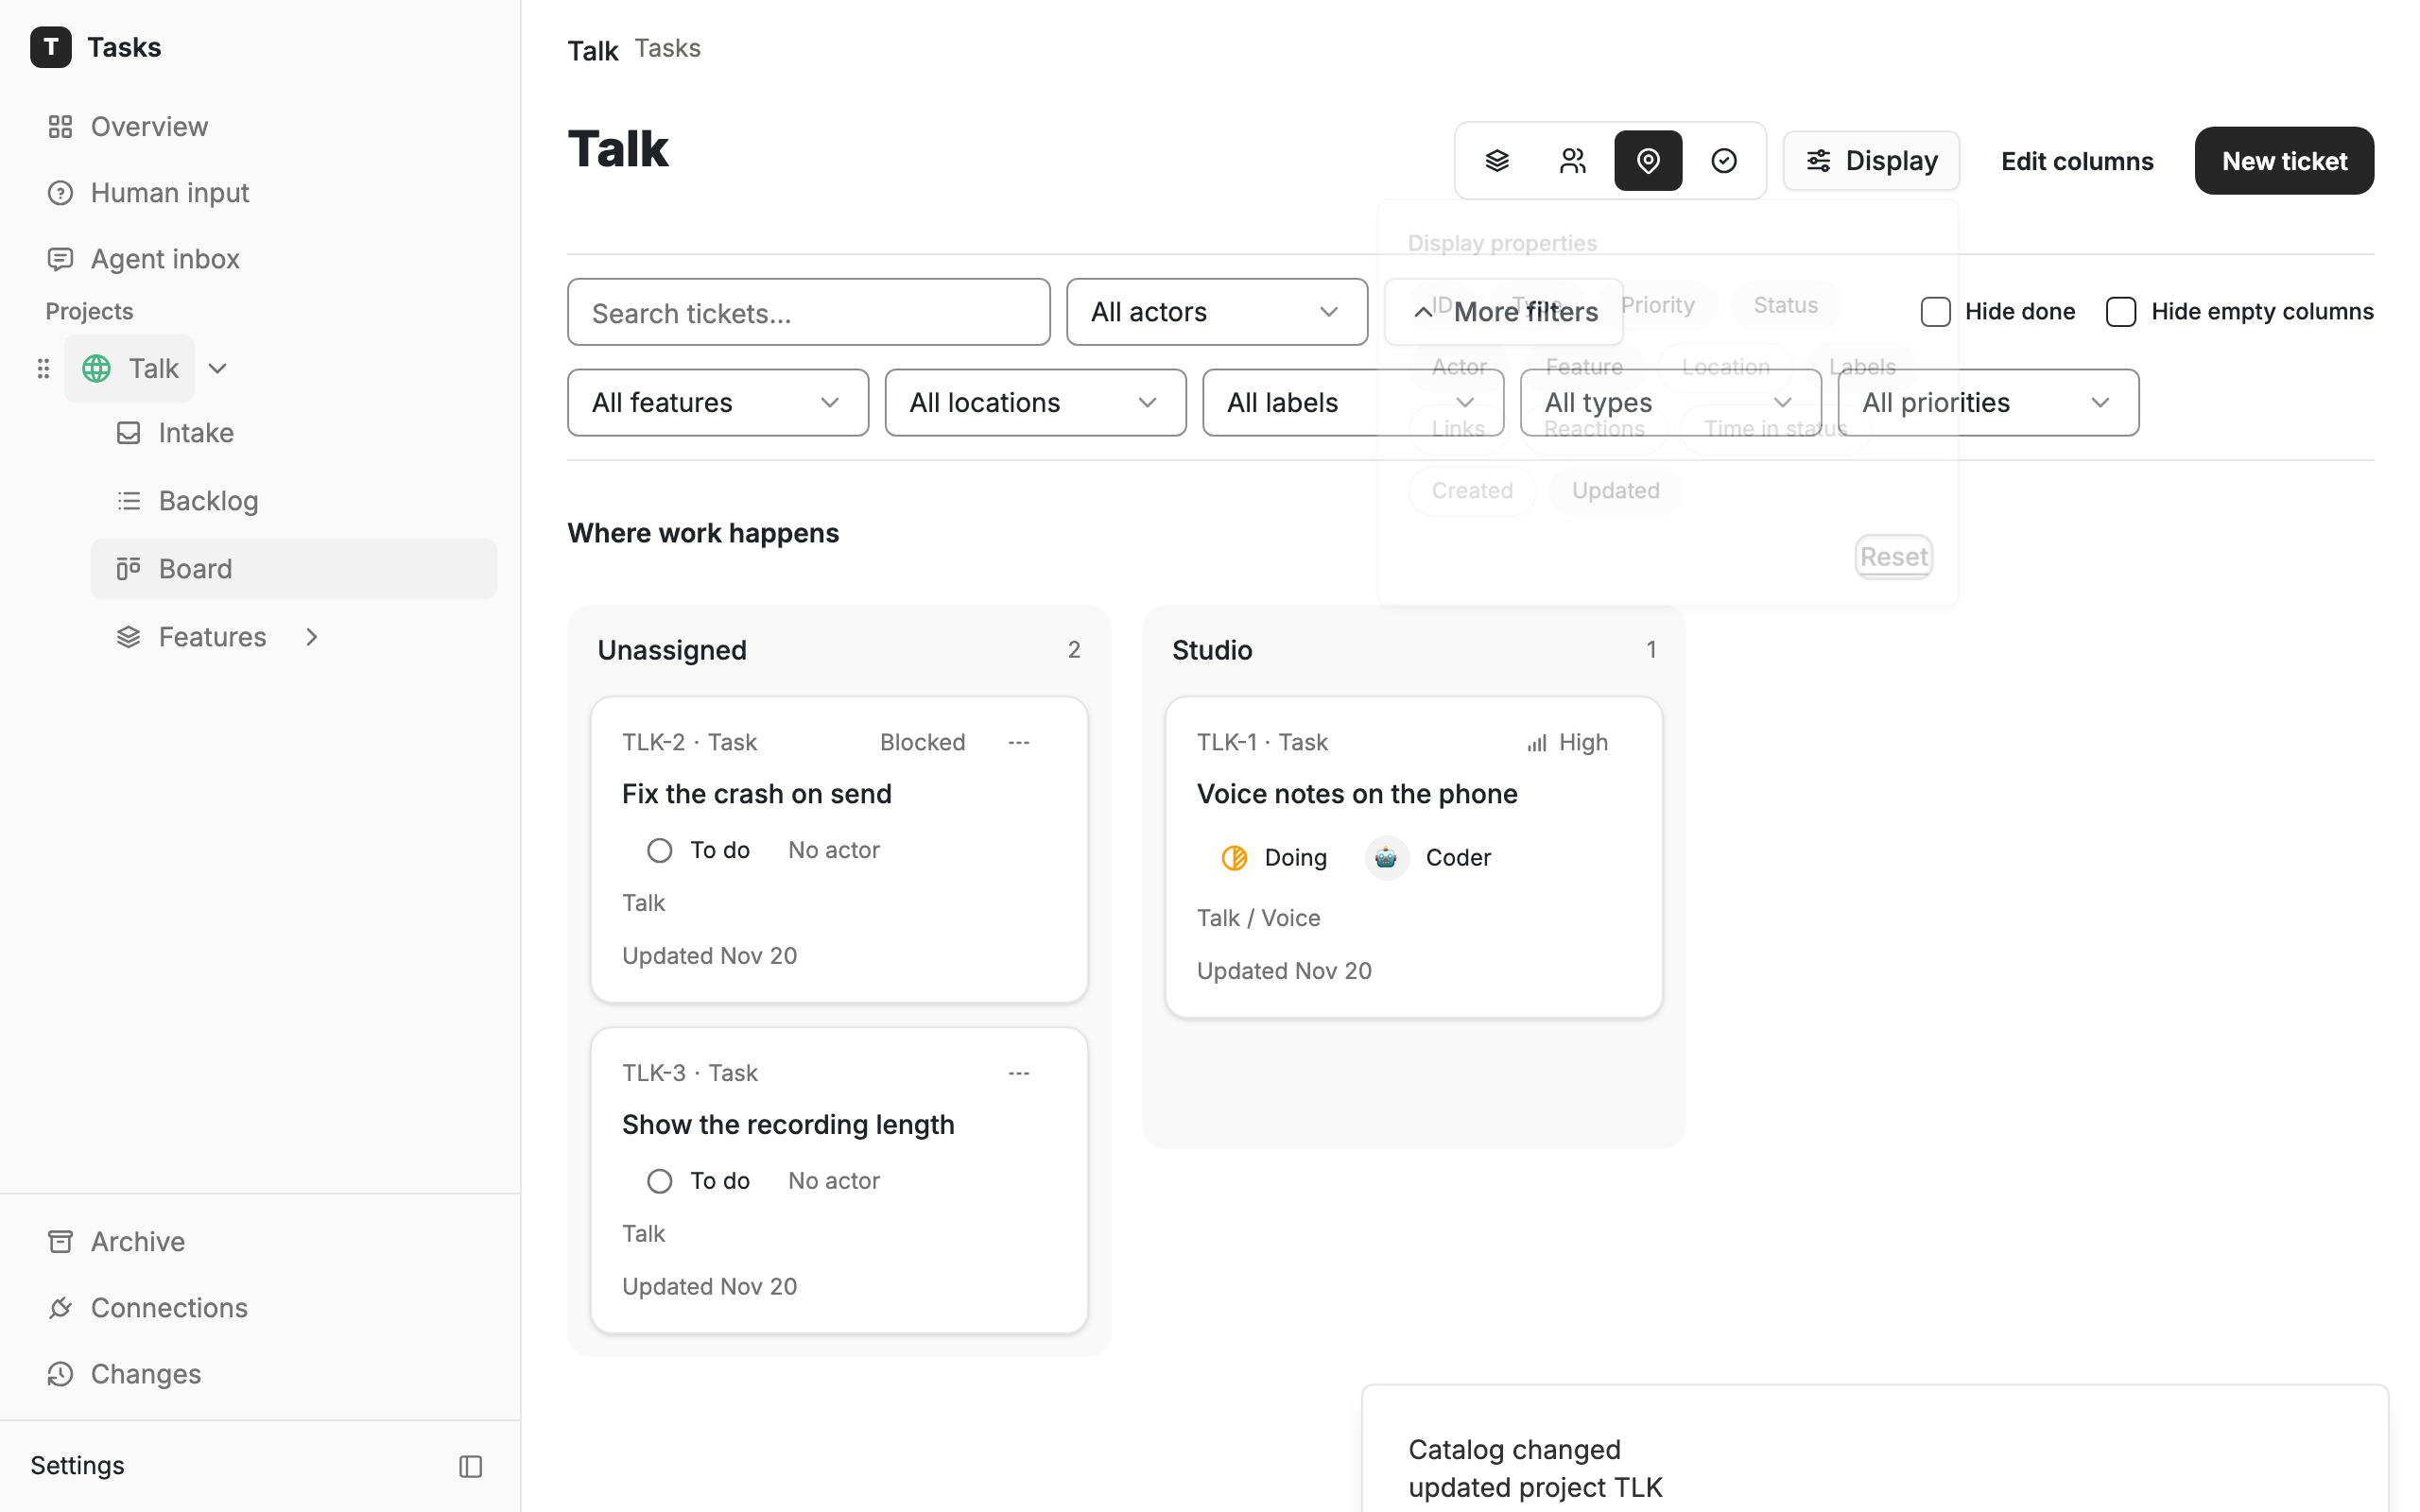 T Tasks
Overview
Human input
Agent inbox
Projects
Talk
Intake
Backlog
Board
Features
Archive
Connections
Changes
Settings
Talk Tasks
Talk
Display
Edit columns
New ticket
Display properties
ID Type Priority Status
Actor Feature Location Labels
Links Reactions Time in status
Created Updated
Reset
Search tickets...
All actors
More filters
Hide done
Hide empty columns
All features
All locations
All labels
All types
All priorities
Where work happens
Unassigned 2
TLK-2 · Task Blocked
Fix the crash on send
To do No actor
Talk
Updated Nov 20
TLK-3 · Task
Show the recording length
To do No actor
Talk
Updated Nov 20
Studio 1
TLK-1 · Task High
Voice notes on the phone
Doing Coder
Talk / Voice
Updated Nov 20
Catalog changed
updated project TLK